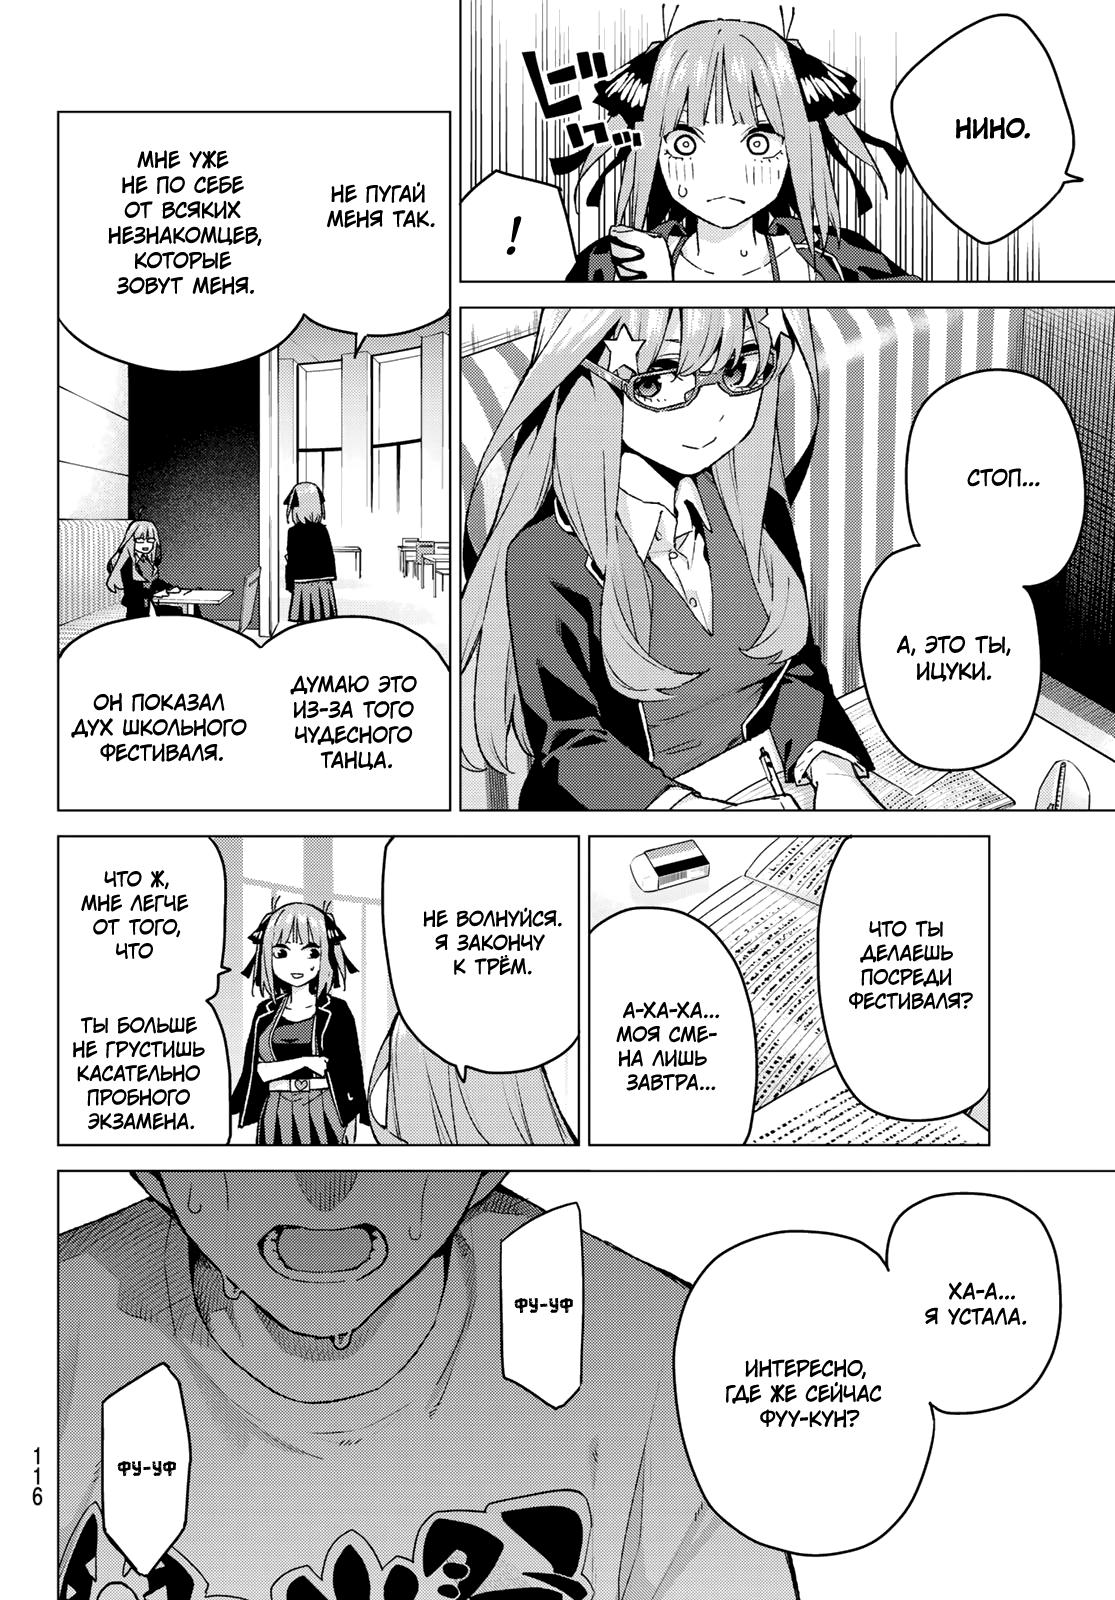 НИНО.
ビクッ
!
СТОП...
А, ЭТО ТЫ,
ИЦУКИ.
НЕ ПУГАЙ
МЕНЯ ТАК.
МНЕ УЖЕ
НЕ ПО СЕБЕ
ОТ ВСЯКИХ
НЕЗНАКОМЦЕВ,
КОТОРЫЕ
ЗОВУТ МЕНЯ.
ДУМАЮ ЭТО
ИЗ-ЗА ТОГО
ЧУДЕСНОГО
ТАНЦА.
ОН ПОКАЗАЛ
ДУХ ШКОЛЬНОГО
ФЕСТИВАЛЯ.
ЧТО ТЫ
ДЕЛАЕШЬ
ПОСРЕДИ
ФЕСТИВАЛЯ?
А-ХА-ХА...
МОЯ СМЕ-
НА ЛИШЬ
ЗАВТРА...
НЕ ВОЛНУЙСЯ.
Я ЗАКОНЧУ
К ТРЁМ.
ЧТО Ж,
МНЕ ЛЕГЧЕ
ОТ ТОГО,
ЧТО
ТЫ БОЛЬШЕ
НЕ ГРУСТИШЬ
КАСАТЕЛЬНО
ПРОБНОГО
ЭКЗАМЕНА.
ХА-А...
Я УСТАЛА.
ИНТЕРЕСНО,
ГДЕ ЖЕ СЕЙЧАС
ФУУ-КУН?
ФУ-УФ
ФУ-УФ
116